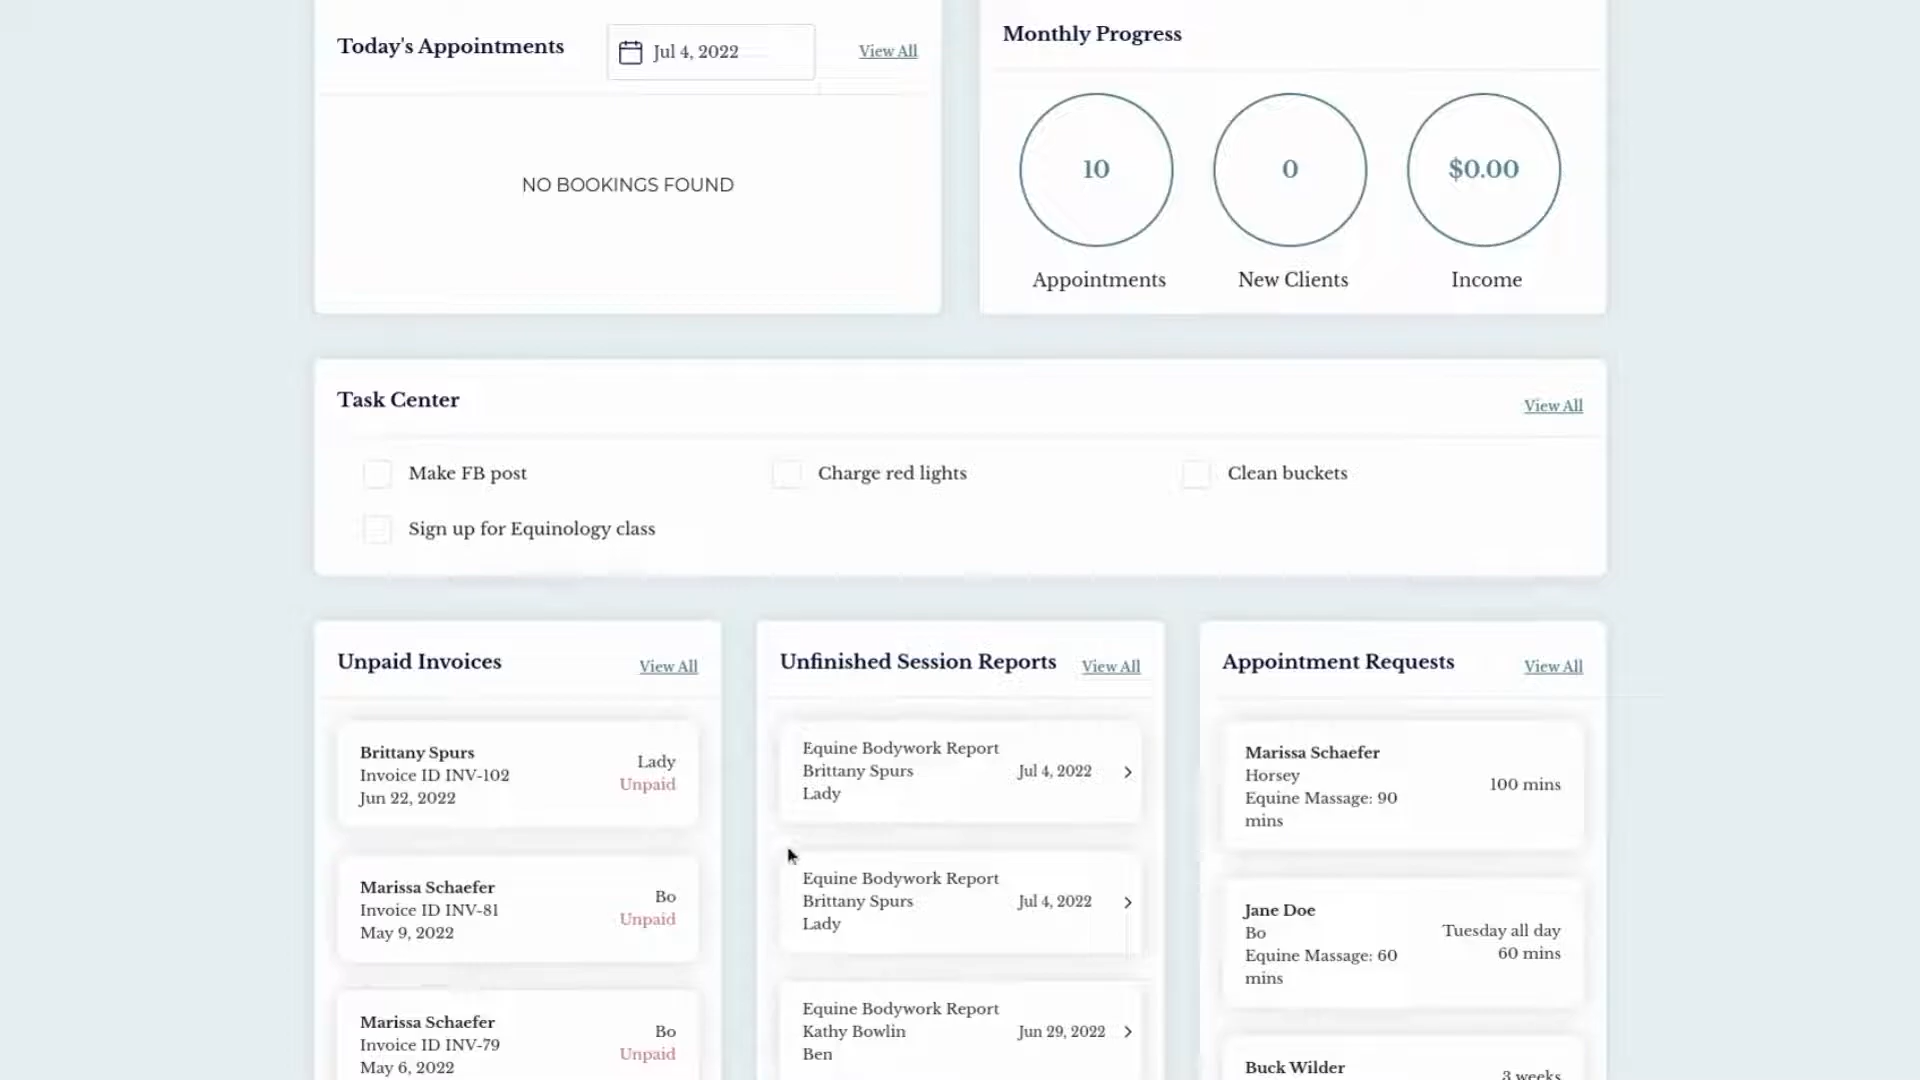 Today's Appointments
Jul 4, 2022
View All
NO BOOKINGS FOUND
Monthly Progress
10
0
$0.00
Appointments
New Clients
Income
Task Center
View All
Make FB post
Charge red lights
Clean buckets
Sign up for Equinology class
Unpaid Invoices
View All
Brittany Spurs
Invoice ID INV-102
Jun 22, 2022
Lady
Unpaid
Marissa Schaefer
Invoice ID INV-81
May 9, 2022
Bo
Unpaid
Marissa Schaefer
Invoice ID INV-79
May 6, 2022
Bo
Unpaid
Unfinished Session Reports
View All
Equine Bodywork Report
Brittany Spurs
Lady
Jul 4, 2022
Equine Bodywork Report
Brittany Spurs
Lady
Jul 4, 2022
Equine Bodywork Report
Kathy Bowlin
Ben
Jun 29, 2022
Appointment Requests
View All
Marissa Schaefer
Horsey
Equine Massage: 90
mins
100 mins
Jane Doe
Bo
Equine Massage: 60
mins
Tuesday all day
60 mins
Buck Wilder
3 weeks